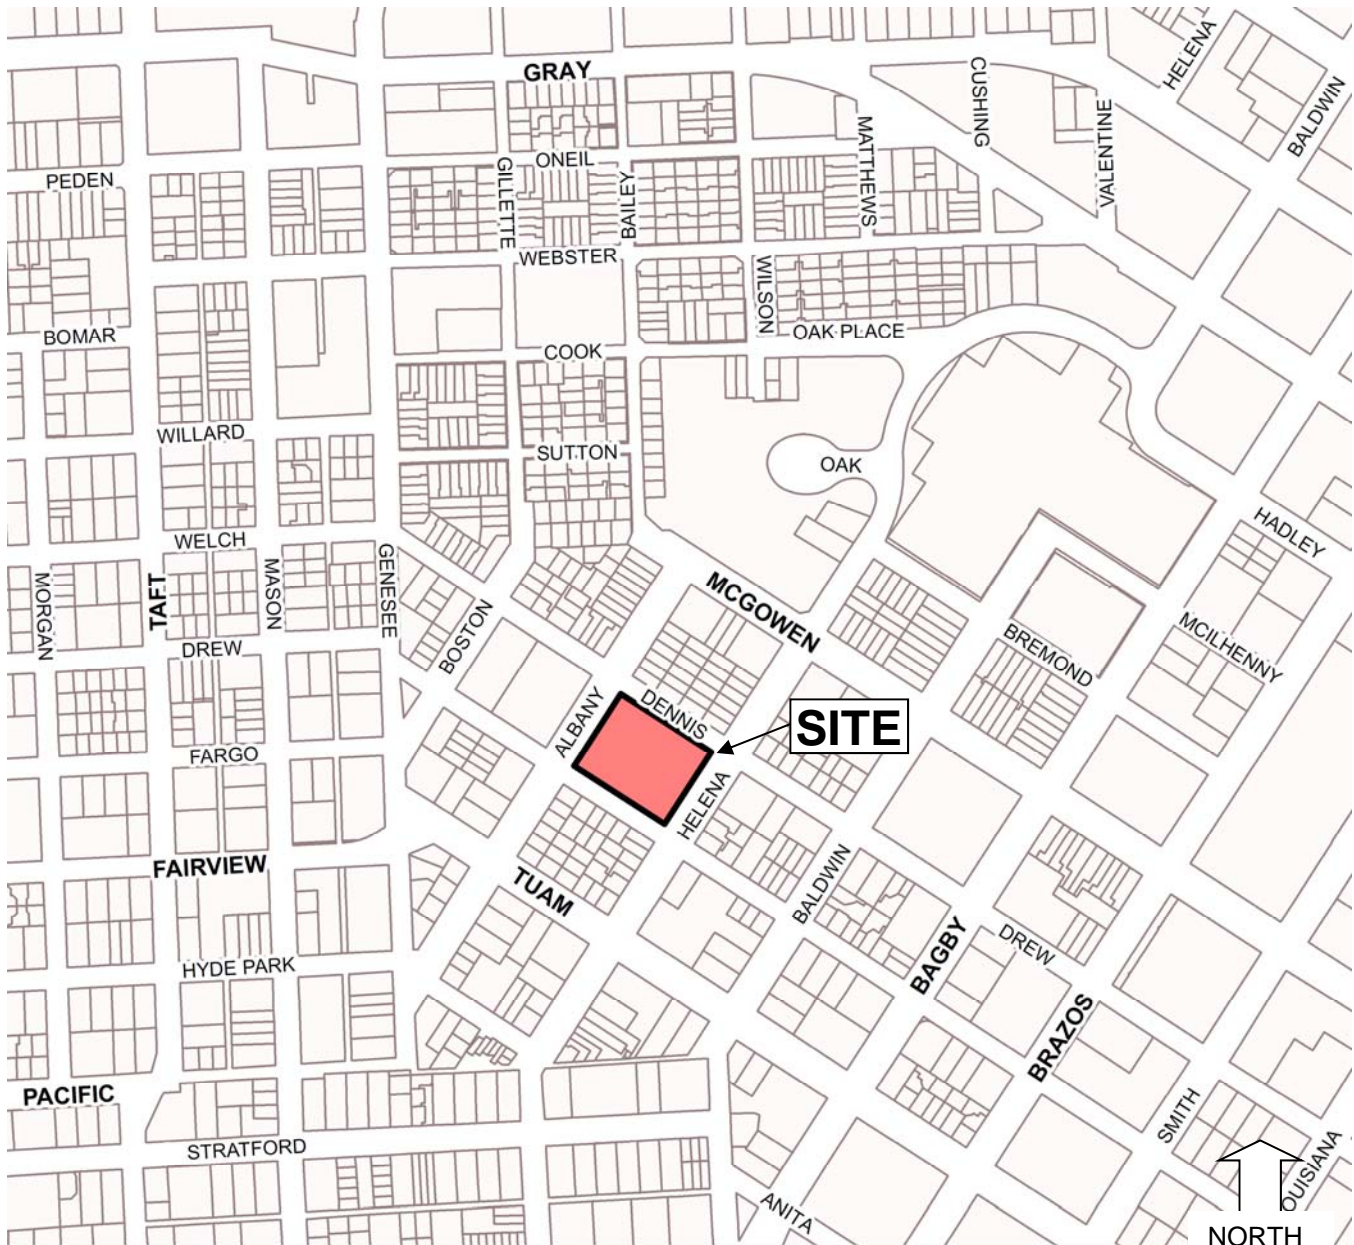 GRAY
CUSHING
HELENA
BALDWIN
MATTHEWS
VALENTINE
PEDEN
GILLETTE
ONEIL
BAILEY
WEBSTER
WILSON
BOMAR
OAK PLACE
COOK
WILLARD
SUTTON
OAK
HADLEY
WELCH
MORGAN
TAFT
MASON
GENESEE
BOSTON
MCGOWEN
MCILHENNY
DREW
BREMOND
ALBANY
DENNIS
SITE
FARGO
HELENA
FAIRVIEW
TUAM
BALDWIN
BAGBY
DREW
HYDE PARK
BRAZOS
PACIFIC
SMITH
STRATFORD
OUISIANA
ANITA
NORTH